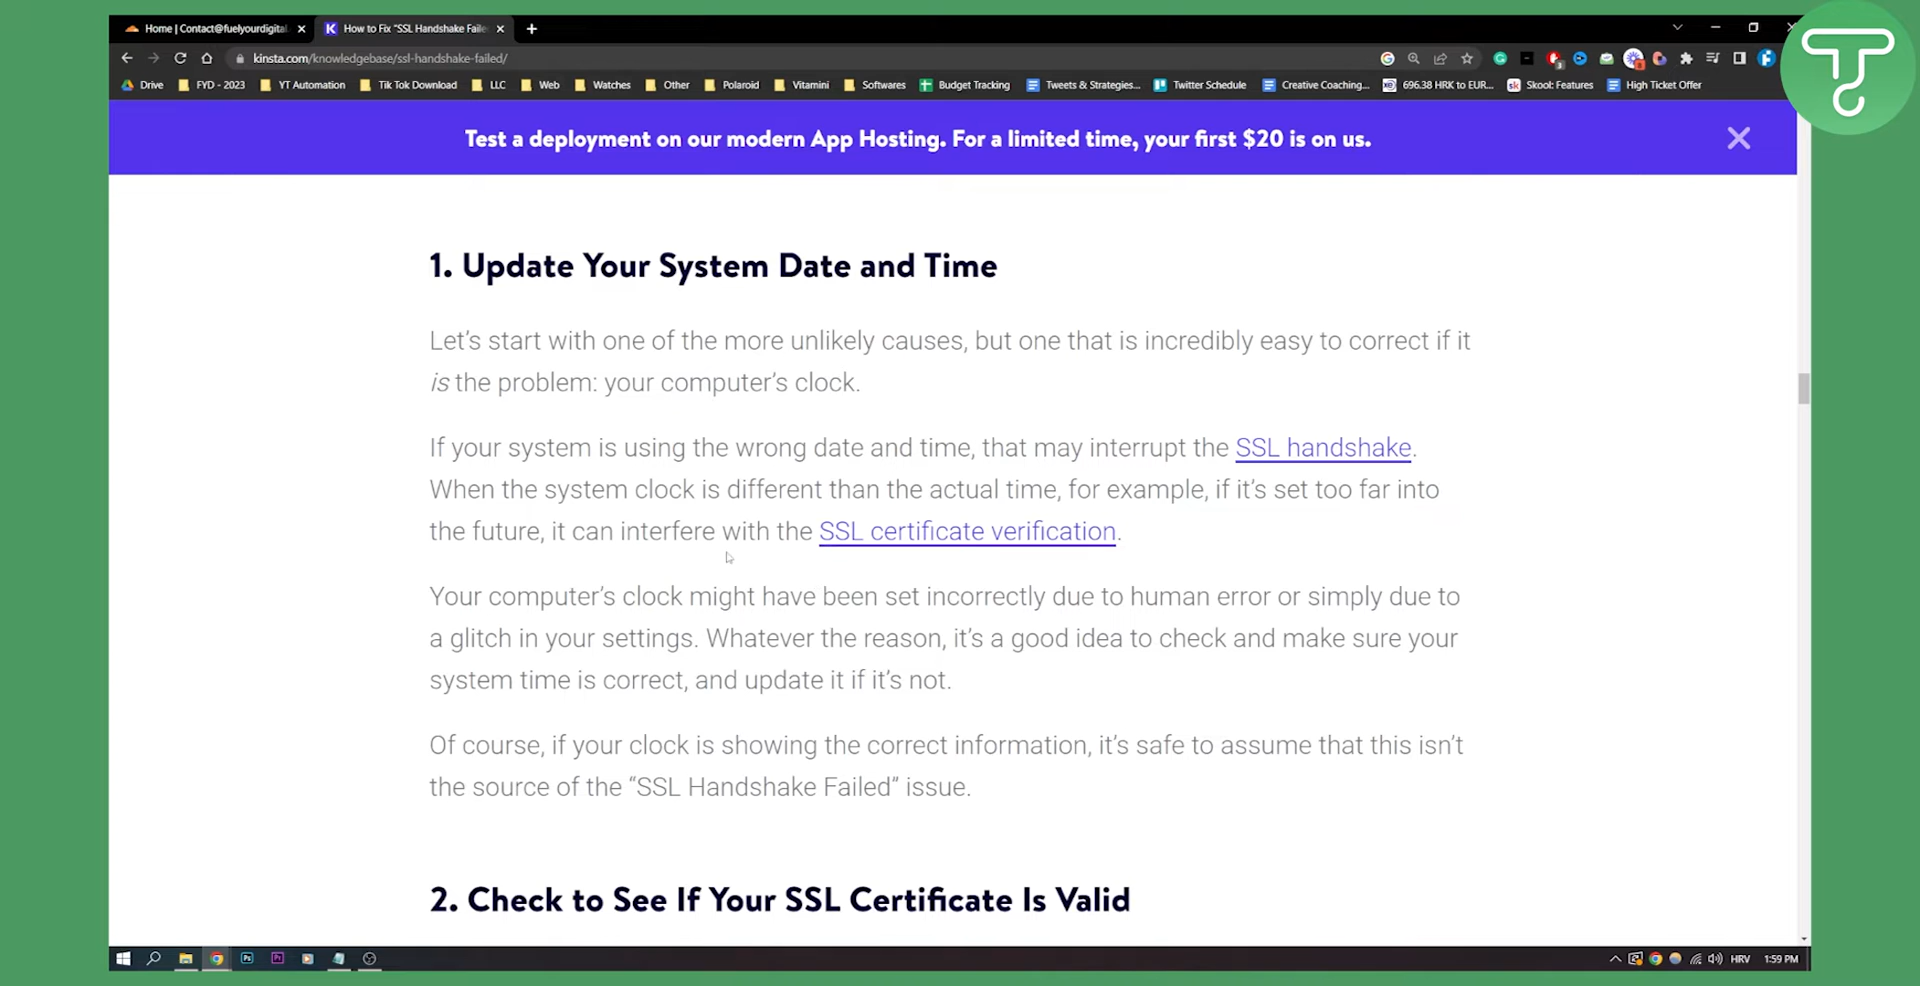 Home | Contact@fuelyourdigital
How to Fix "SSL Handshake Faile
kinsta.com/knowledgebase/ssl-handshake-failed/
Drive FYD - 2023 YT Automation Tik Tok Download LLC Web Watches Other Polaroid Vitamini Softwares Budget Tracking Tweets & Strategies... Twitter Schedule Creative Coaching... 696.38 HRK to EUR... Skool: Features High Ticket Offer
Test a deployment on our modern App Hosting. For a limited time, your first $20 is on us.
1. Update Your System Date and Time
Let's start with one of the more unlikely causes, but one that is incredibly easy to correct if it
is the problem: your computer's clock.
If your system is using the wrong date and time, that may interrupt the SSL handshake.
When the system clock is different than the actual time, for example, if it's set too far into
the future, it can interfere with the SSL certificate verification.
Your computer's clock might have been set incorrectly due to human error or simply due to
a glitch in your settings. Whatever the reason, it's a good idea to check and make sure your
system time is correct, and update it if it's not.
Of course, if your clock is showing the correct information, it's safe to assume that this isn't
the source of the “SSL Handshake Failed” issue.
2. Check to See If Your SSL Certificate Is Valid
Ps Pr HRV 1:59 PM